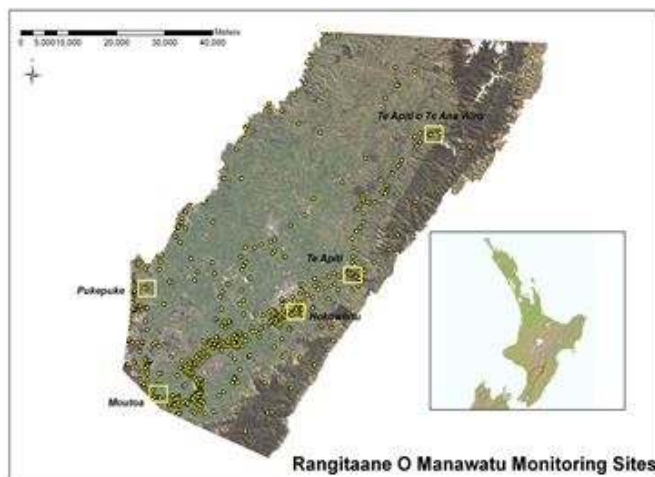 Meters
0 5,000 10,000 20,000 30,000 40,000
Te Apiti o Te Ana Wiro
Te Apiti
Pukepuke
Hokowhitu
Moutoa
Rangitaane O Manawatu Monitoring Sites